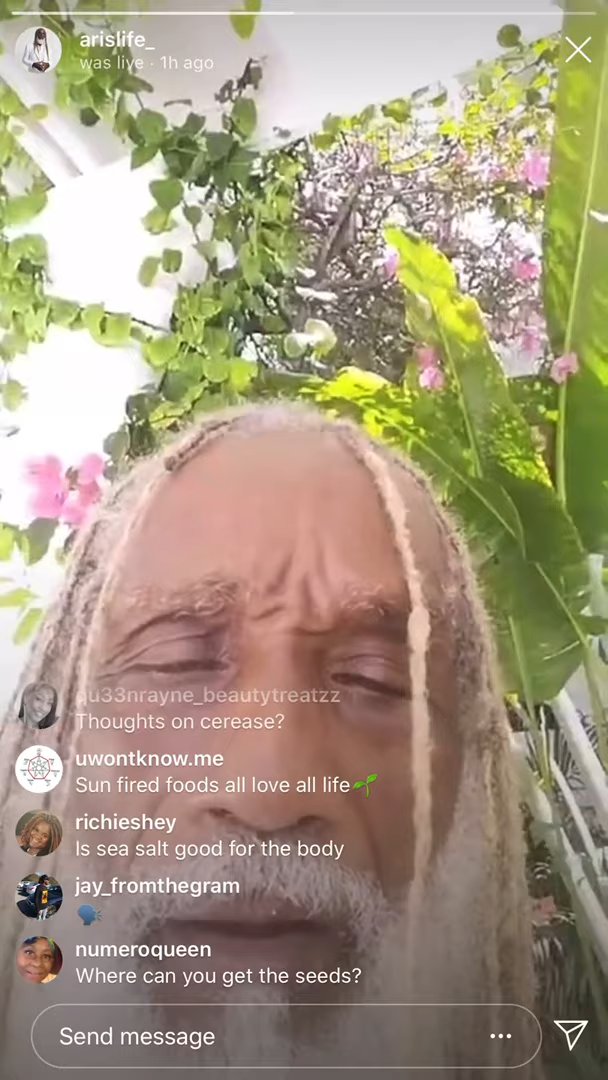 arislife_
was live · 1h ago
qu33nrayne_beautytreatzz
Thoughts on cerease?
uwontknow.me
Sun fired foods all love all life🌱
richieshey
Is sea salt good for the body
jay_fromthegram
🗣
numeroqueen
Where can you get the seeds?
Send message